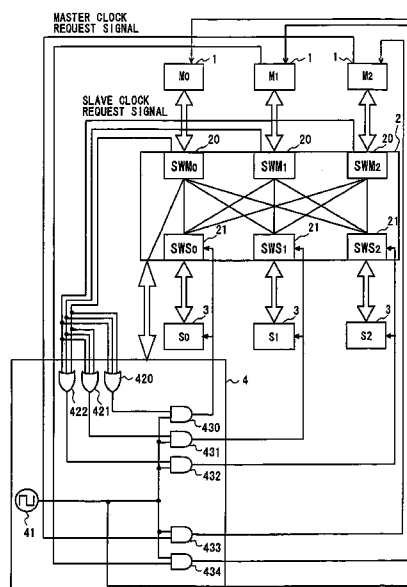 MASTER CLOCK
REQUEST SIGNAL
1 1 1
M0 M1 M2
SLAVE CLOCK
REQUEST SIGNAL
20 20 20 2
SWM0 SWM1 SWM2
21 21 21
SWS0 SWS1 SWS2
3 3 3
S0 S1 S2
4
422 421 420
430
431
432
41
433
434